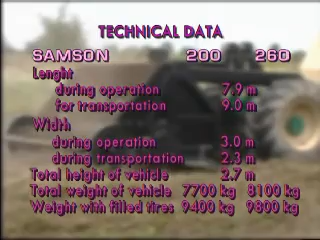 TECHNICAL DATA
SAMSON 200 260
Lenght
during operation 7.9 m
for transportation 9.0 m
Width
during operation 3.0 m
during transportation 2.3 m
Total height of vehicle 2.7 m
Total weight of vehicle 7700 kg 8100 kg
Weight with filled tires 9400 kg 9800 kg